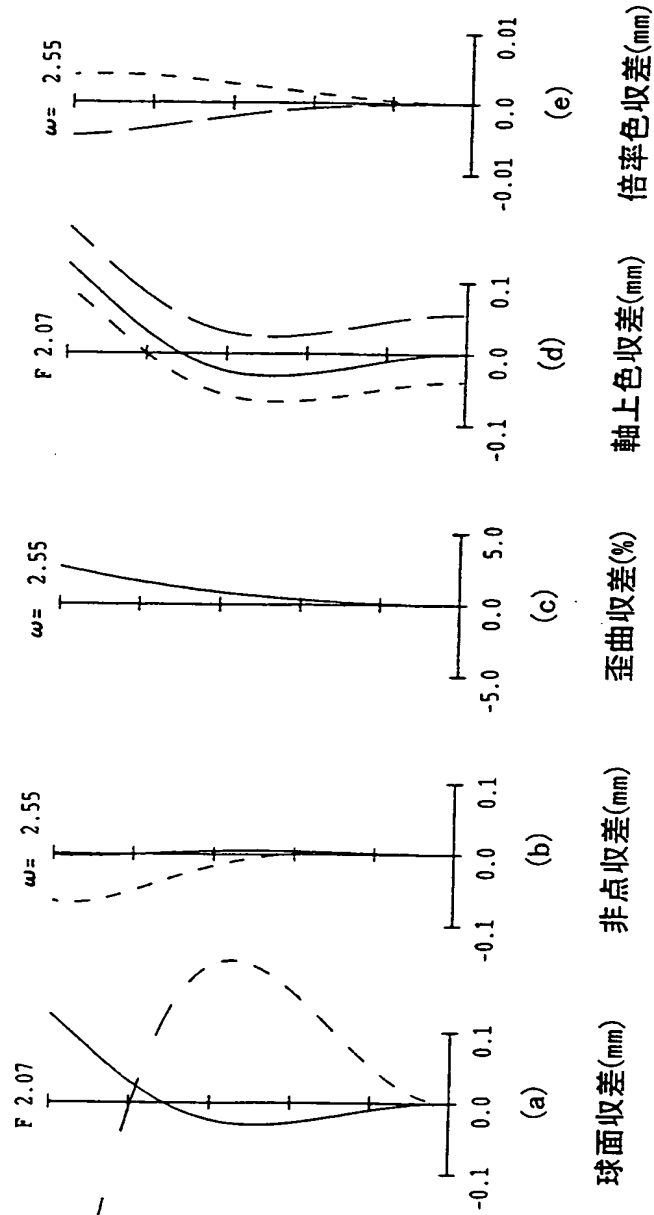 F 2.07
-0.1 0.0 0.1
(a)
球面収差(mm)
ω= 2.55
-0.1 0.0 0.1
(b)
非点収差(mm)
ω= 2.55
-5.0 0.0 5.0
(c)
歪曲収差(%)
F 2.07
-0.1 0.0 0.1
(d)
軸上色収差(mm)
ω= 2.55
-0.01 0.0 0.01
(e)
倍率色収差(mm)